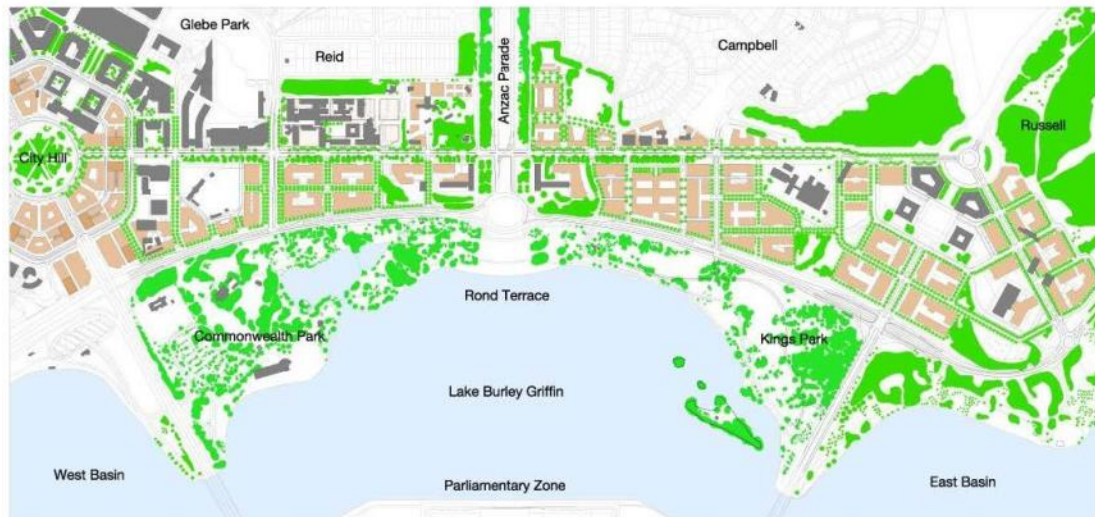 Glebe Park
Reid
Anzac Parade
Campbell
Russell
City Hill
Rond Terrace
Commonwealth Park
Kings Park
Lake Burley Griffin
West Basin
Parliamentary Zone
East Basin